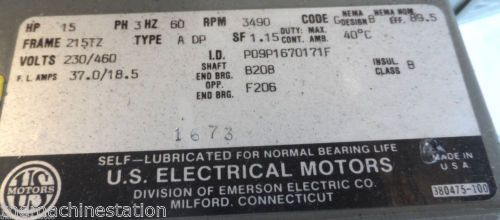 HP 15 PH 3 HZ 60 RPM 3490 CODE G NEMA DESIGN B NEMA NOM. EFF. 89.5
FRAME 215TZ TYPE A DP SF 1.15 DUTY: MAX. CONT. AMB. 40°C
VOLTS 230/460 I.D. P09P1670171F
F.L. AMPS 37.0/18.5 SHAFT END BRG B208 INSUL. CLASS B
OPP. END BRG. F206
1673
SELF-LUBRICATED FOR NORMAL BEARING LIFE
US MOTORS
U.S. ELECTRICAL MOTORS
MADE IN U.S.A.
DIVISION OF EMERSON ELECTRIC CO.
MILFORD, CONNECTICUT
380475-100